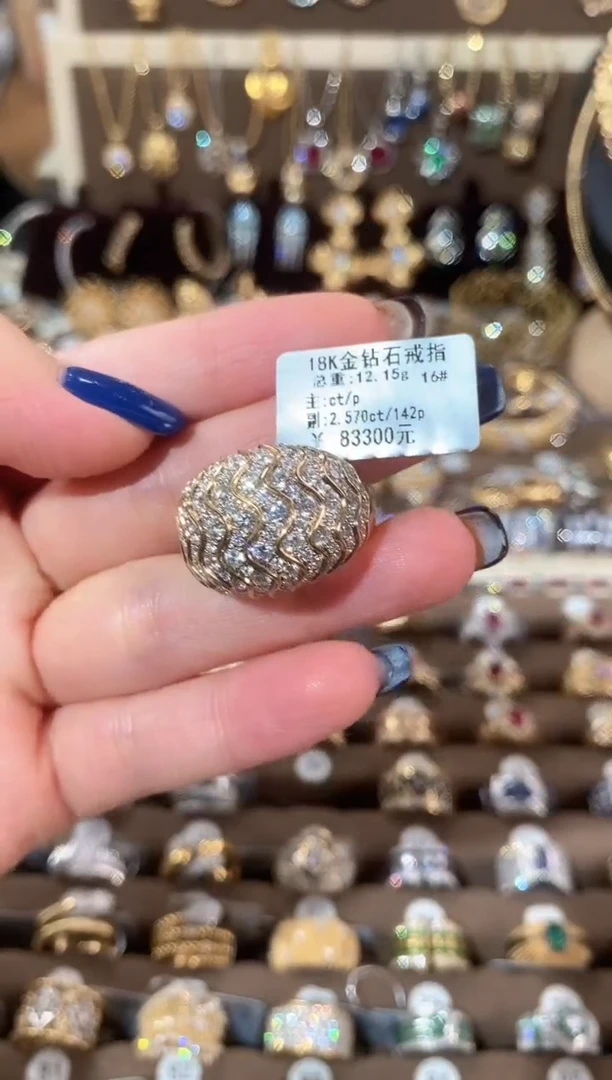 18K金钻石戒指
总重:12.15g 16#
主:ct/p
副:2.570ct/142p
¥ 83300元